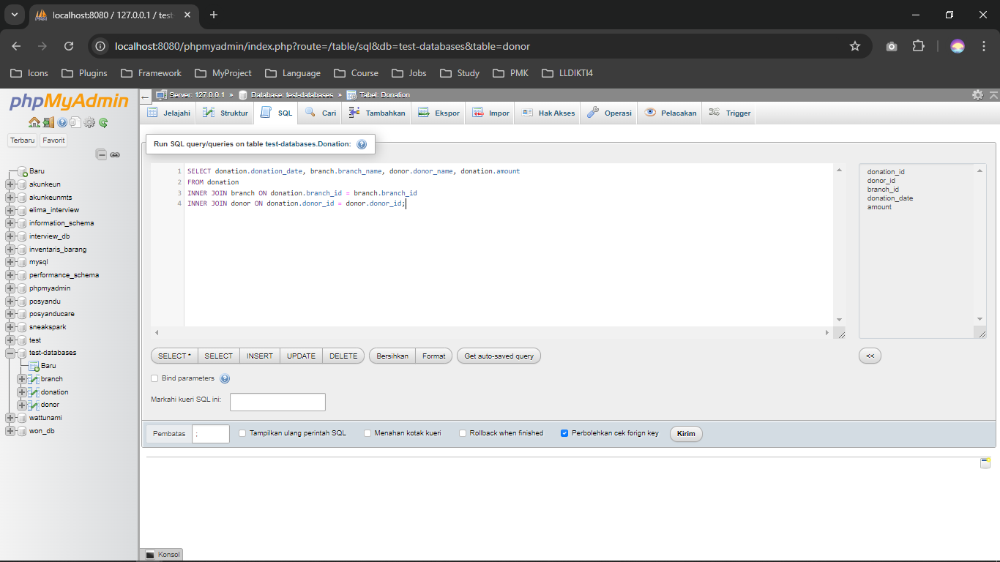 localhost:8080 / 127.0.0.1 / test-
localhost:8080/phpmyadmin/index.php?route=/table/sql&db=test-databases&table=donor
Icons Plugins Framework MyProject Language Course Jobs Study PMK LLDIKTI4
phpMyAdmin
Terbaru Favorit
Baru
akunkeun
akunkeunmts
elima_interview
information_schema
interview_db
inventaris_barang
mysql
performance_schema
phpmyadmin
posyandu
posyanducare
sneakspark
test
test-databases
Baru
branch
donation
donor
wattunami
won_db
Server: 127.0.0.1 » Database: test-databases » Tabel: Donation
Jelajahi Struktur SQL Cari Tambahkan Ekspor Impor Hak Akses Operasi Pelacakan Trigger
Run SQL query/queries on table test-databases.Donation:
1 SELECT donation.donation_date, branch.branch_name, donor.donor_name, donation.amount
2 FROM donation
3 INNER JOIN branch ON donation.branch_id = branch.branch_id
4 INNER JOIN donor ON donation.donor_id = donor.donor_id;
donation_id
donor_id
branch_id
donation_date
amount
SELECT * SELECT INSERT UPDATE DELETE Bersihkan Format Get auto-saved query <<
Bind parameters
Markahi kueri SQL ini:
Pembatas ; Tampilkan ulang perintah SQL Menahan kotak kueri Rollback when finished Perbolehkan cek forign key Kirim
Konsol